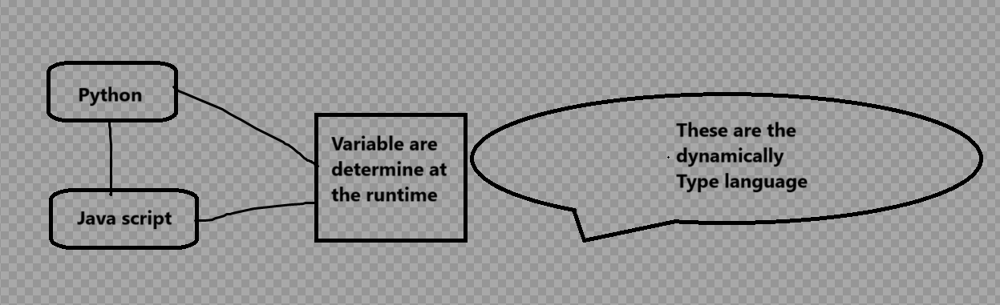 Python
Java script
Variable are
determine at
the runtime
These are the
dynamically
Type language